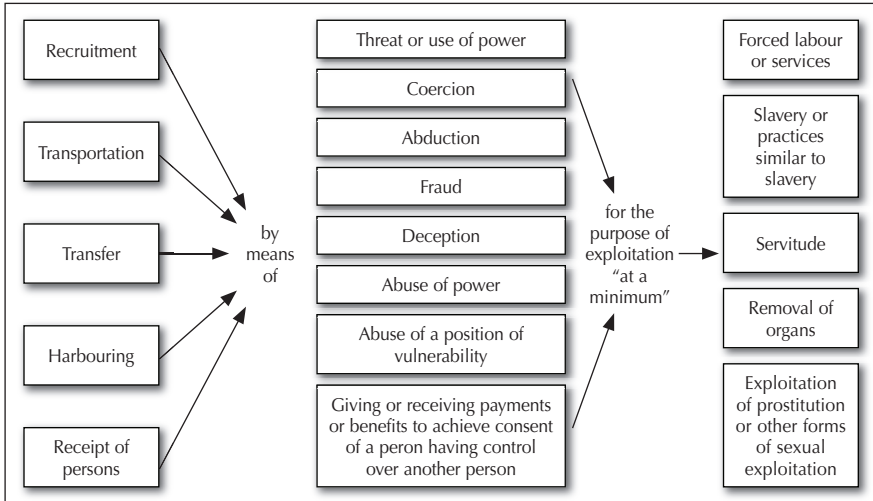 Recruitment
Transportation
Transfer
Harbouring
Receipt of
persons
by
means
of
Threat or use of power
Coercion
Abduction
Fraud
Deception
Abuse of power
Abuse of a position of
vulnerability
Giving or receiving payments
or benefits to achieve consent
of a peron having control
over another person
for the
purpose of
exploitation
“at a
minimum”
Forced labour
or services
Slavery or
practices
similar to
slavery
Servitude
Removal of
organs
Exploitation
of prostitution
or other forms
of sexual
exploitation